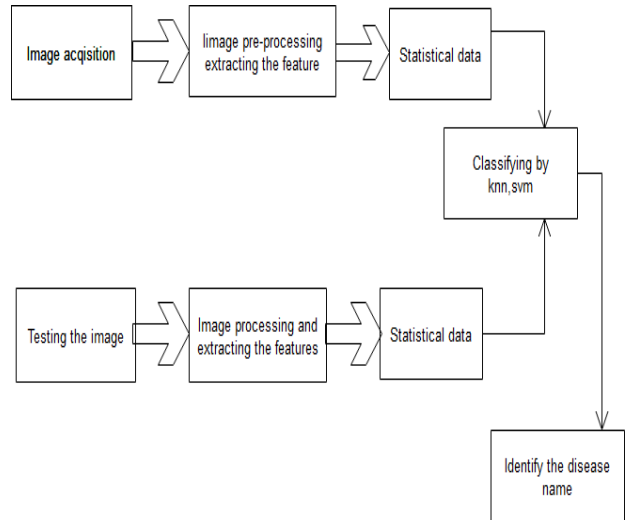 Image acqisition
Iimage pre-processing
extracting the feature
Statistical data
Classifying by
knn,svm
Testing the image
Image processing and
extracting the features
Statistical data
Identify the disease
name